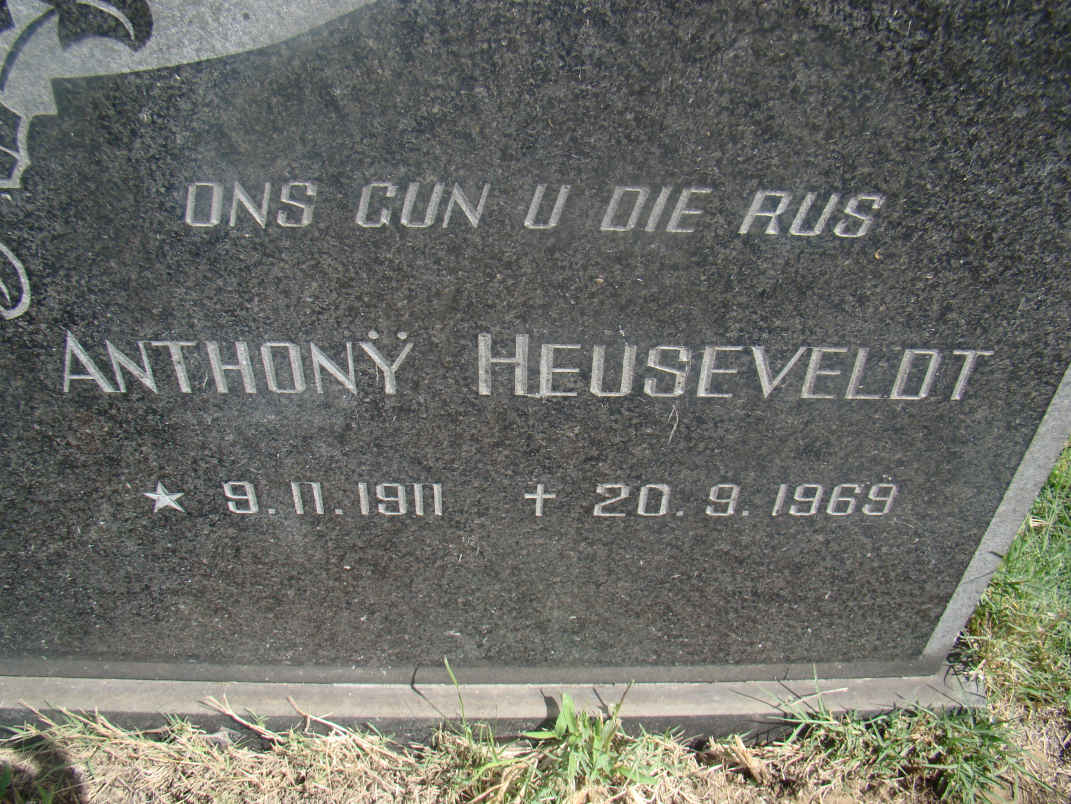 ONS GUN U DIE RUS
ANTHONŸ HEUSEVELDT
★ 9.11.1911 ✝ 20.9.1969